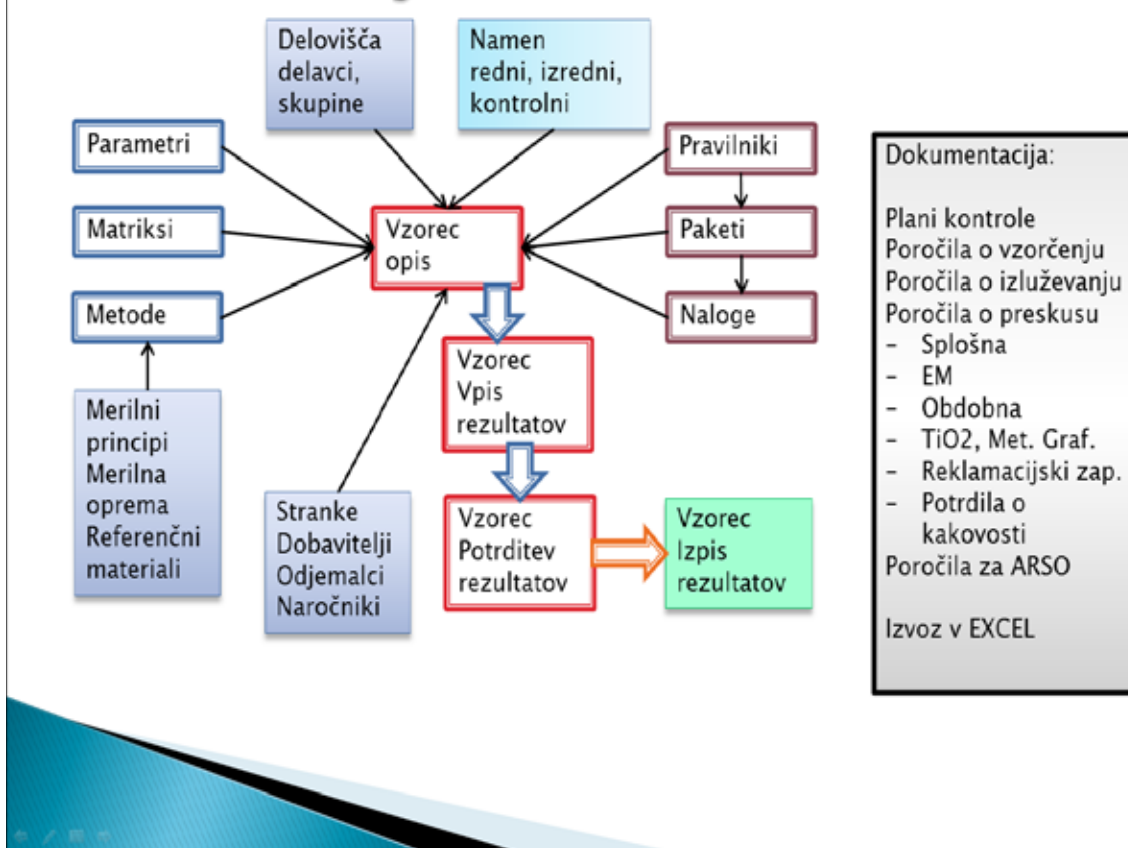 Delovišča
delavci,
skupine
Namen
redni, izredni,
kontrolni
Parametri
Matriksi
Metode
Vzorec
opis
Pravilniki
Paketi
Naloge
Merilni
principi
Merilna
oprema
Referenčni
materiali
Stranke
Dobavitelji
Odjemalci
Naročniki
Vzorec
Vpis
rezultatov
Vzorec
Potrditev
rezultatov
Vzorec
Izpis
rezultatov
Dokumentacija:
Plani kontrole
Poročila o vzorčenju
Poročila o izluževanju
Poročila o preskusu
- Splošna
- EM
- Obdobna
- TiO2, Met. Graf.
- Reklamacijski zap.
- Potrdila o
kakovosti
Poročila za ARSO
Izvoz v EXCEL